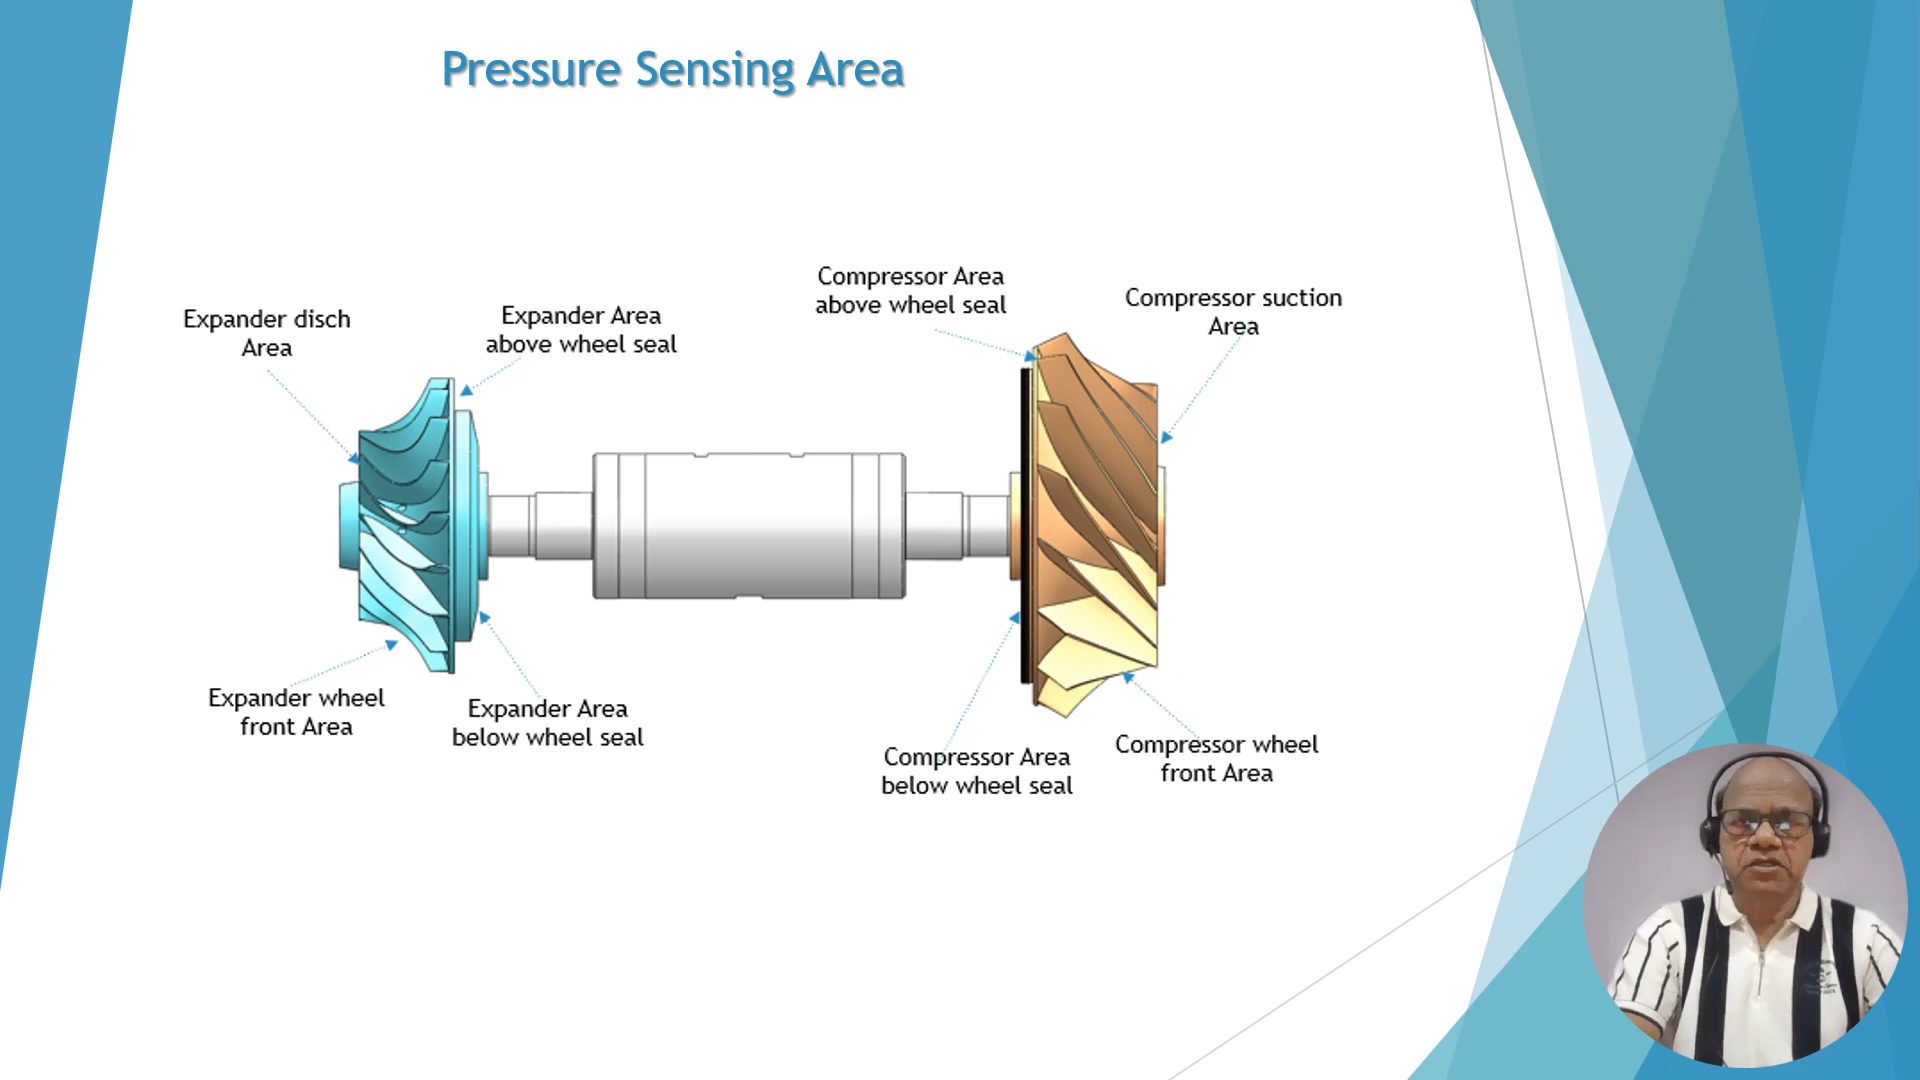 Pressure Sensing Area
Expander disch
Area
Expander Area
above wheel seal
Compressor Area
above wheel seal
Compressor suction
Area
Expander wheel
front Area
Expander Area
below wheel seal
Compressor Area
below wheel seal
Compressor wheel
front Area